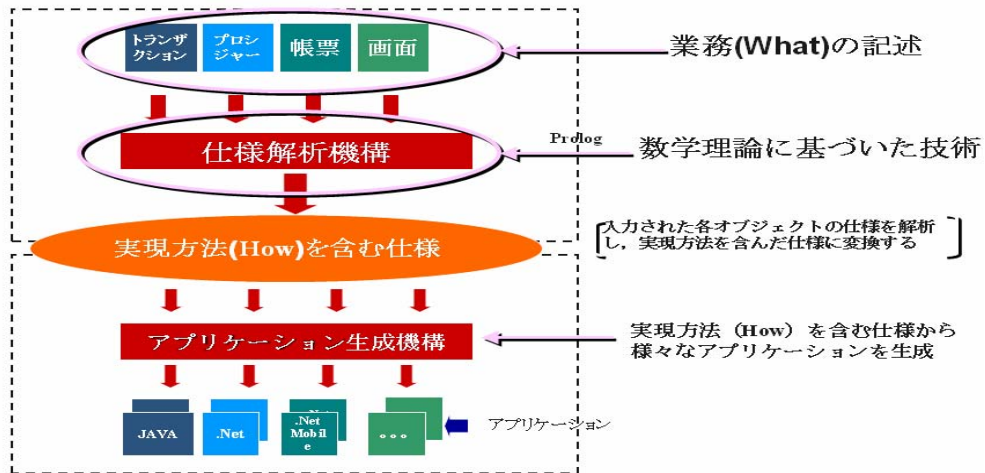 トランザ
クション
プロシ
ジャー
帳票
画面
業務(What)の記述
仕様解析機構
Prolog
数学理論に基づいた技術
実現方法(How)を含む仕様
入力された各オブジェクトの仕様を解析
し，実現方法を含んだ仕様に変換する
アプリケーション生成機構
実現方法（How）を含む仕様から
様々なアプリケーションを生成
JAVA
.Net
.Net
Mobil
e
。。。
アプリケーション